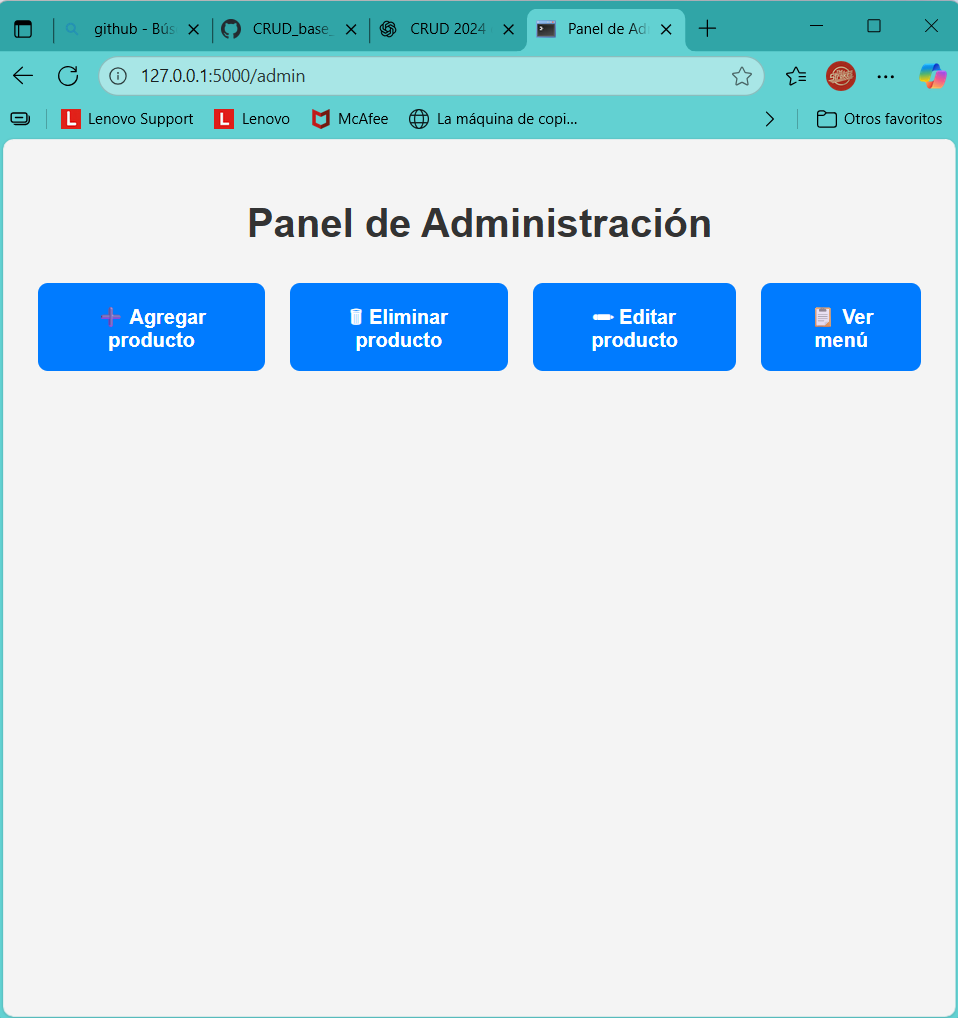 github - Bús
CRUD_base_
CRUD 2024 -
Panel de Ad
127.0.0.1:5000/admin
L Lenovo Support
L Lenovo
McAfee
La máquina de copi...
Otros favoritos
Panel de Administración
➕ Agregar
producto
🗑 Eliminar
producto
✏ Editar
producto
📋 Ver
menú